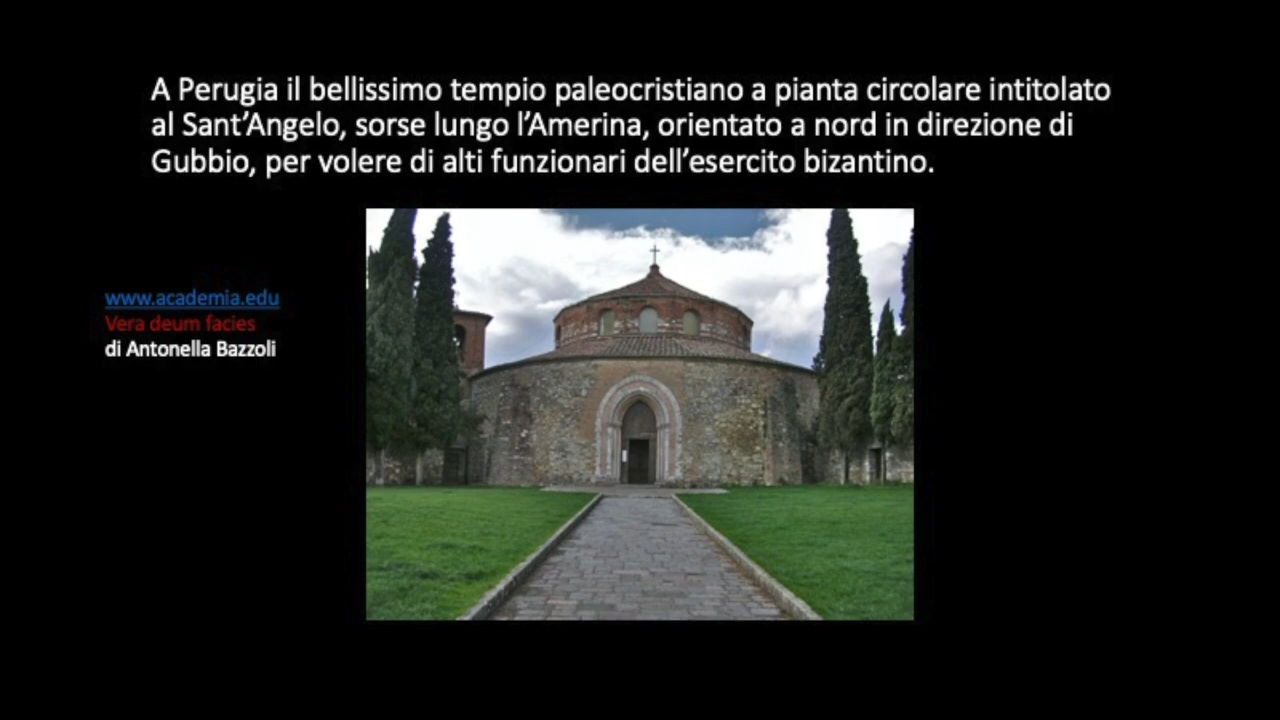 A Perugia il bellissimo tempio paleocristiano a pianta circolare intitolato
al Sant’Angelo, sorse lungo l’Amerina, orientato a nord in direzione di
Gubbio, per volere di alti funzionari dell’esercito bizantino.
www.academia.edu
Vera deum facies
di Antonella Bazzoli